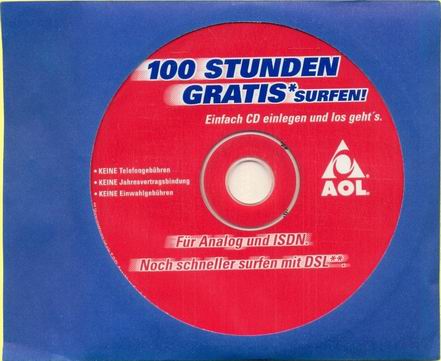 100 STUNDEN
GRATIS* SURFEN!
Einfach CD einlegen und los geht's.
• KEINE Telefongebühren
• KEINE Jahresvertragsbindung
• KEINE Einwahlgebühren
AOL®
Für Analog und ISDN.
Noch schneller surfen mit DSL**.